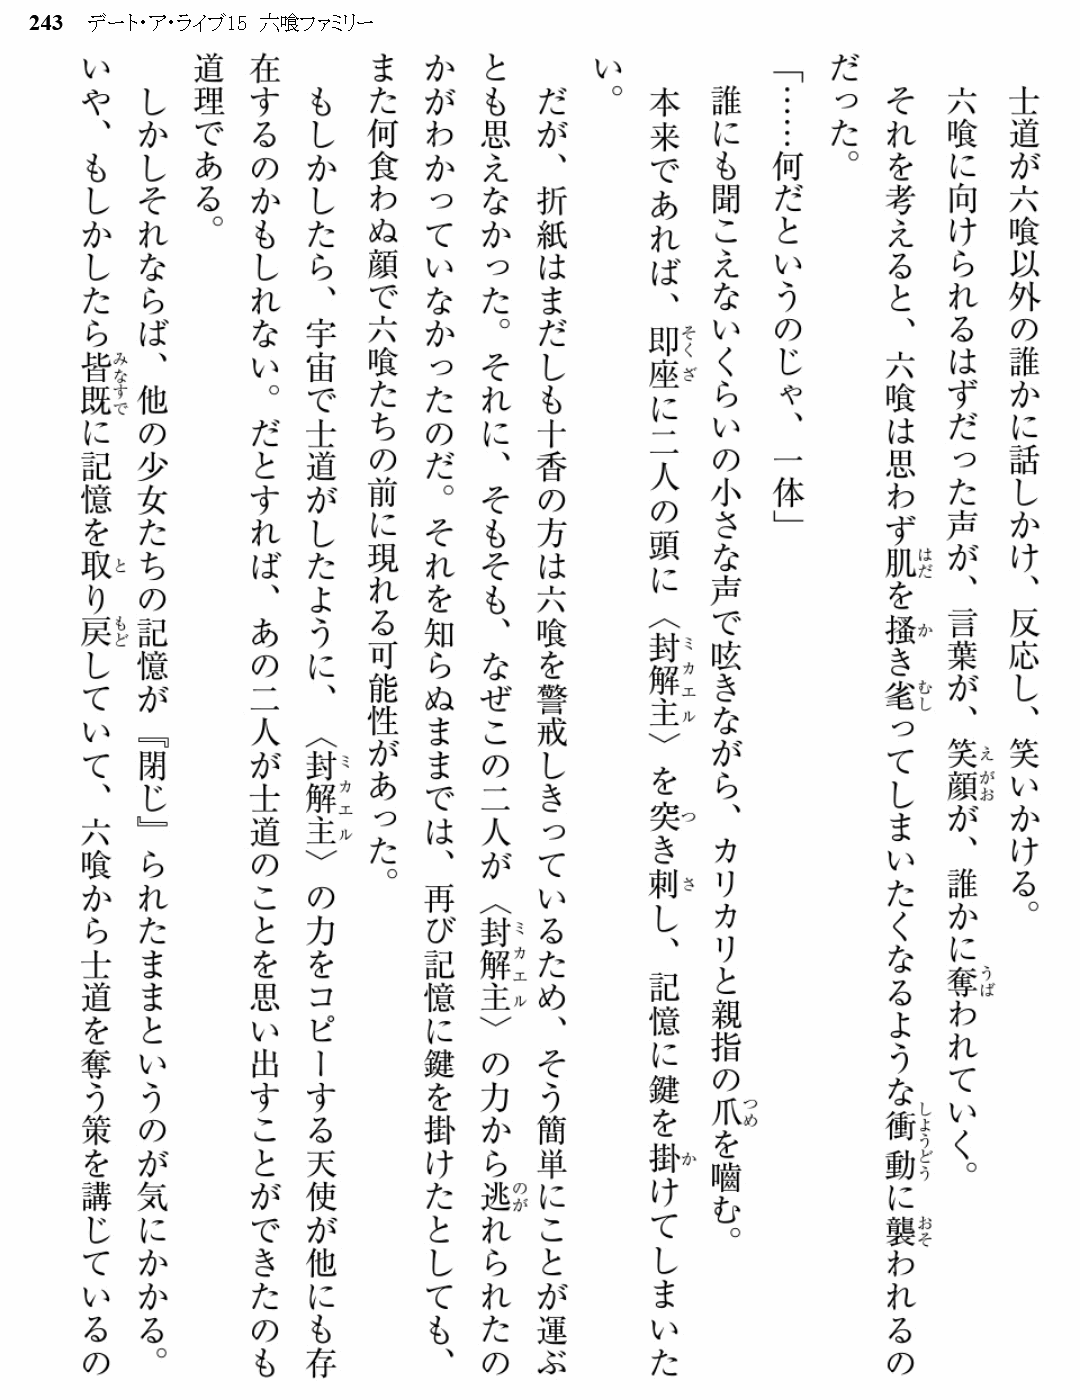 243 デート・ア・ライブ15 六喰ファミリー
士道が六喰以外の誰かに話しかけ、反応し、笑いかける。
六喰に向けられるはずだった声が、言葉が、笑顔が、誰かに奪われていく。
それを考えると、六喰は思わず肌を掻き毟ってしまいたくなるような衝動に襲われるの
だった。
「……何だというのじゃ、一体」
誰にも聞こえないくらいの小さな声で呟きながら、カリカリと親指の爪を嚙む。
本来であれば、即座に二人の頭に〈封解主〉を突き刺し、記憶に鍵を掛けてしまいた
い。
だが、折紙はまだしも十香の方は六喰を警戒しきっているため、そう簡単にことが運ぶ
とも思えなかった。それに、そもそも、なぜこの二人が〈封解主〉の力から逃れられたの
かがわかっていなかったのだ。それを知らぬままでは、再び記憶に鍵を掛けたとしても、
また何食わぬ顔で六喰たちの前に現れる可能性があった。
もしかしたら、宇宙で士道がしたように、〈封解主〉の力をコピーする天使が他にも存
在するのかもしれない。だとすれば、あの二人が士道のことを思い出すことができたのも
道理である。
しかしそれならば、他の少女たちの記憶が『閉じ』られたままというのが気にかかる。
いや、もしかしたら皆既に記憶を取り戻していて、六喰から士道を奪う策を講じているの